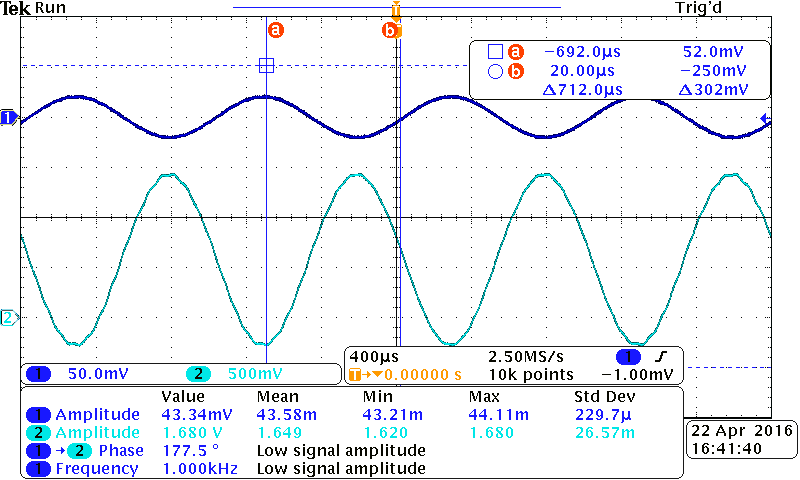 Tek Run Trig'd
T
a
b
a −692.0µs 52.0mV
b 20.00µs −250mV
Δ712.0µs Δ302mV
1
2
400µs 2.50MS/s 1
1 50.0mV 2 500mV T→▼0.00000 s 10k points −1.00mV
Value Mean Min Max Std Dev
1 Amplitude 43.34mV 43.58m 43.21m 44.11m 229.7µ
2 Amplitude 1.680 V 1.649 1.620 1.680 26.57m
1 → 2 Phase 177.5 ° Low signal amplitude
1 Frequency 1.000kHz Low signal amplitude
22 Apr 2016
16:41:40